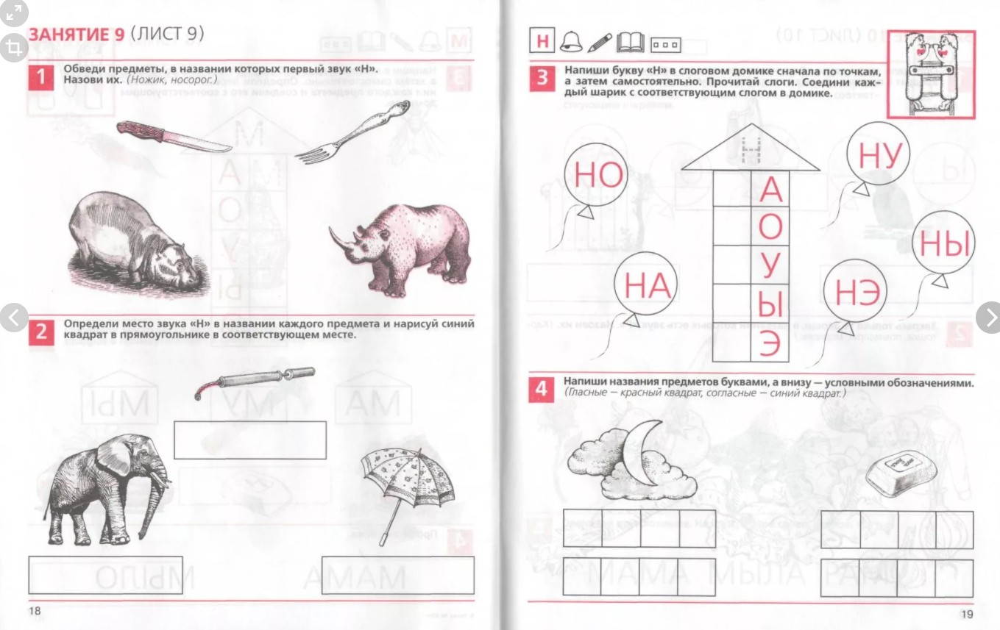 ЗАНЯТИЕ 9 (ЛИСТ 9)
1
Обведи предметы, в названии которых первый звук «Н».
Назови их. (Ножик, носорог.)
2
Определи место звука «Н» в названии каждого предмета и нарисуй синий
квадрат в прямоугольнике в соответствующем месте.
18
Н
3
Напиши букву «Н» в слоговом домике сначала по точкам,
а затем самостоятельно. Прочитай слоги. Соедини каж-
дый шарик с соответствующим слогом в домике.
Н
НО
НУ
А
О
У
Ы
Э
НЫ
НА
НЭ
4
Напиши названия предметов буквами, а внизу — условными обозначениями.
(Гласные — красный квадрат, согласные — синий квадрат.)
19